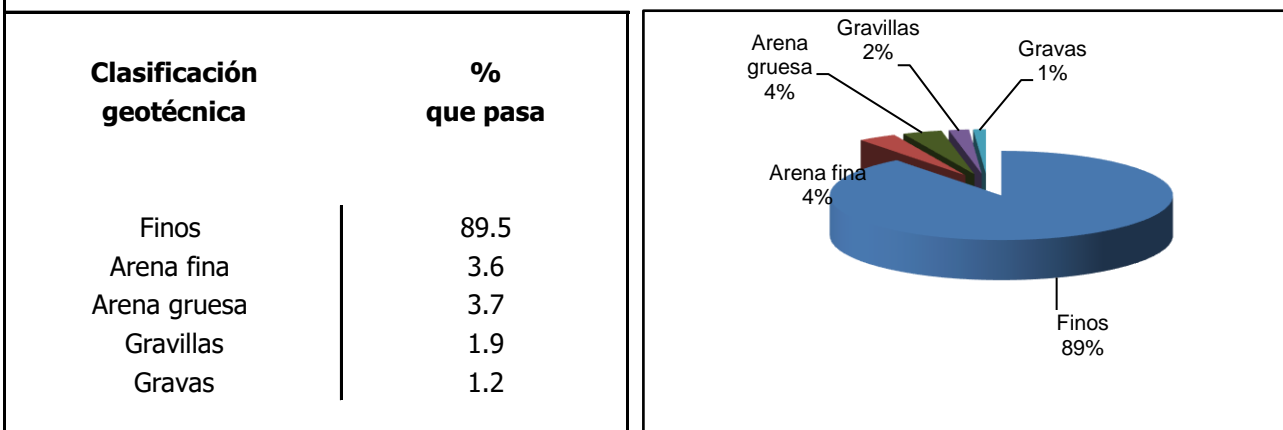 Clasificación
geotécnica
%
que pasa
Finos 89.5
Arena fina 3.6
Arena gruesa 3.7
Gravillas 1.9
Gravas 1.2
Arena
gruesa
4%
Gravillas
2%
Gravas
1%
Arena fina
4%
Finos
89%